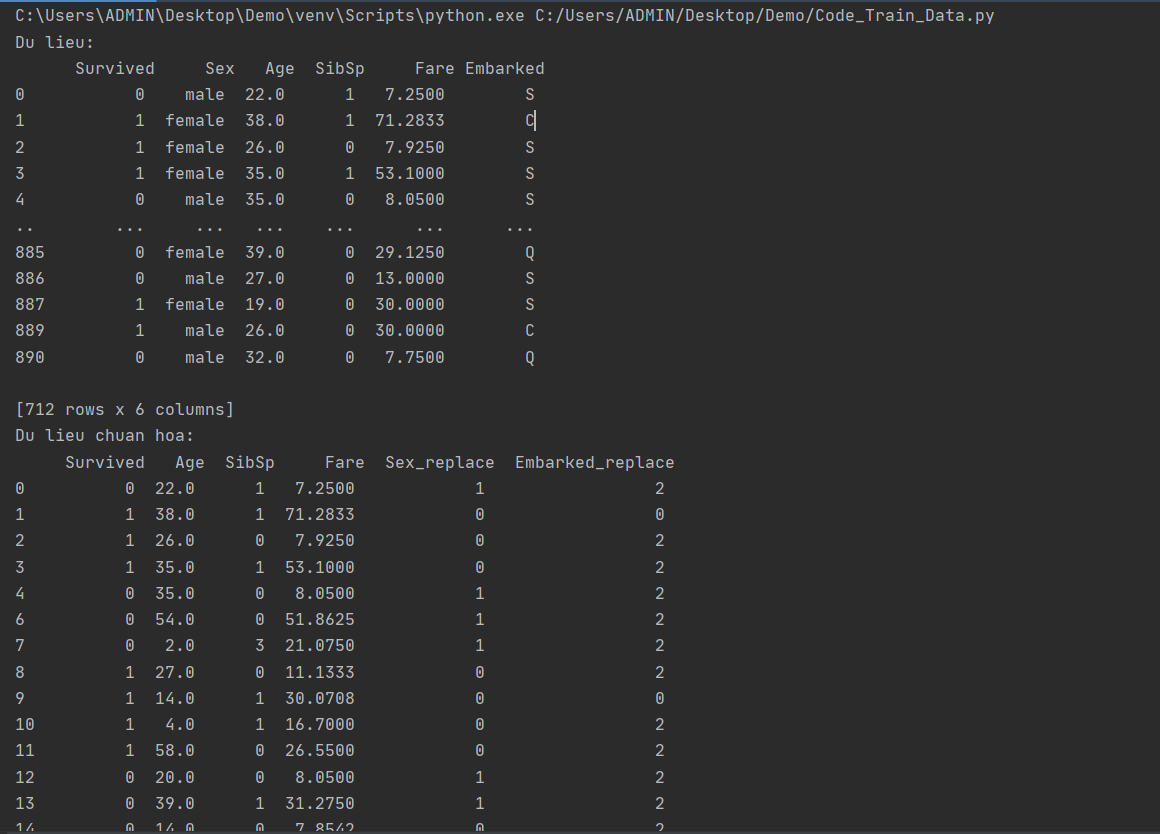 C:\Users\ADMIN\Desktop\Demo\venv\Scripts\python.exe C:/Users/ADMIN/Desktop/Demo/Code_Train_Data.py
Du lieu:
      Survived     Sex   Age  SibSp     Fare Embarked
0           0    male  22.0      1   7.2500        S
1           1  female  38.0      1  71.2833        C
2           1  female  26.0      0   7.9250        S
3           1  female  35.0      1  53.1000        S
4           0    male  35.0      0   8.0500        S
..        ...     ...   ...    ...      ...      ...
885         0  female  39.0      0  29.1250        Q
886         0    male  27.0      0  13.0000        S
887         1  female  19.0      0  30.0000        S
889         1    male  26.0      0  30.0000        C
890         0    male  32.0      0   7.7500        Q
[712 rows x 6 columns]
Du lieu chuan hoa:
     Survived   Age  SibSp     Fare  Sex_replace  Embarked_replace
0          0  22.0      1   7.2500            1                 2
1          1  38.0      1  71.2833            0                 0
2          1  26.0      0   7.9250            0                 2
3          1  35.0      1  53.1000            0                 2
4          0  35.0      0   8.0500            1                 2
6          0  54.0      0  51.8625            1                 2
7          0   2.0      3  21.0750            1                 2
8          1  27.0      0  11.1333            0                 2
9          1  14.0      1  30.0708            0                 0
10         1   4.0      1  16.7000            0                 2
11         1  58.0      0  26.5500            0                 2
12         0  20.0      0   8.0500            1                 2
13         0  39.0      1  31.2750            1                 2
14         0  14.0      0   7.8542            0                 2